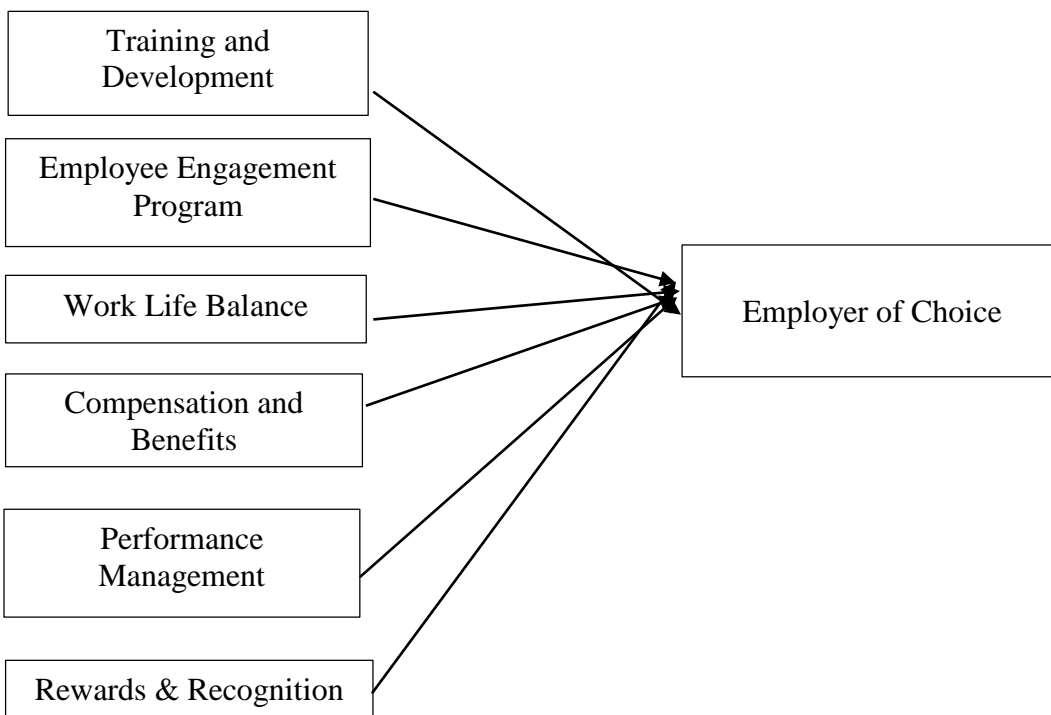 Training and
Development
Employee Engagement
Program
Work Life Balance
Employer of Choice
Compensation and
Benefits
Performance
Management
Rewards & Recognition